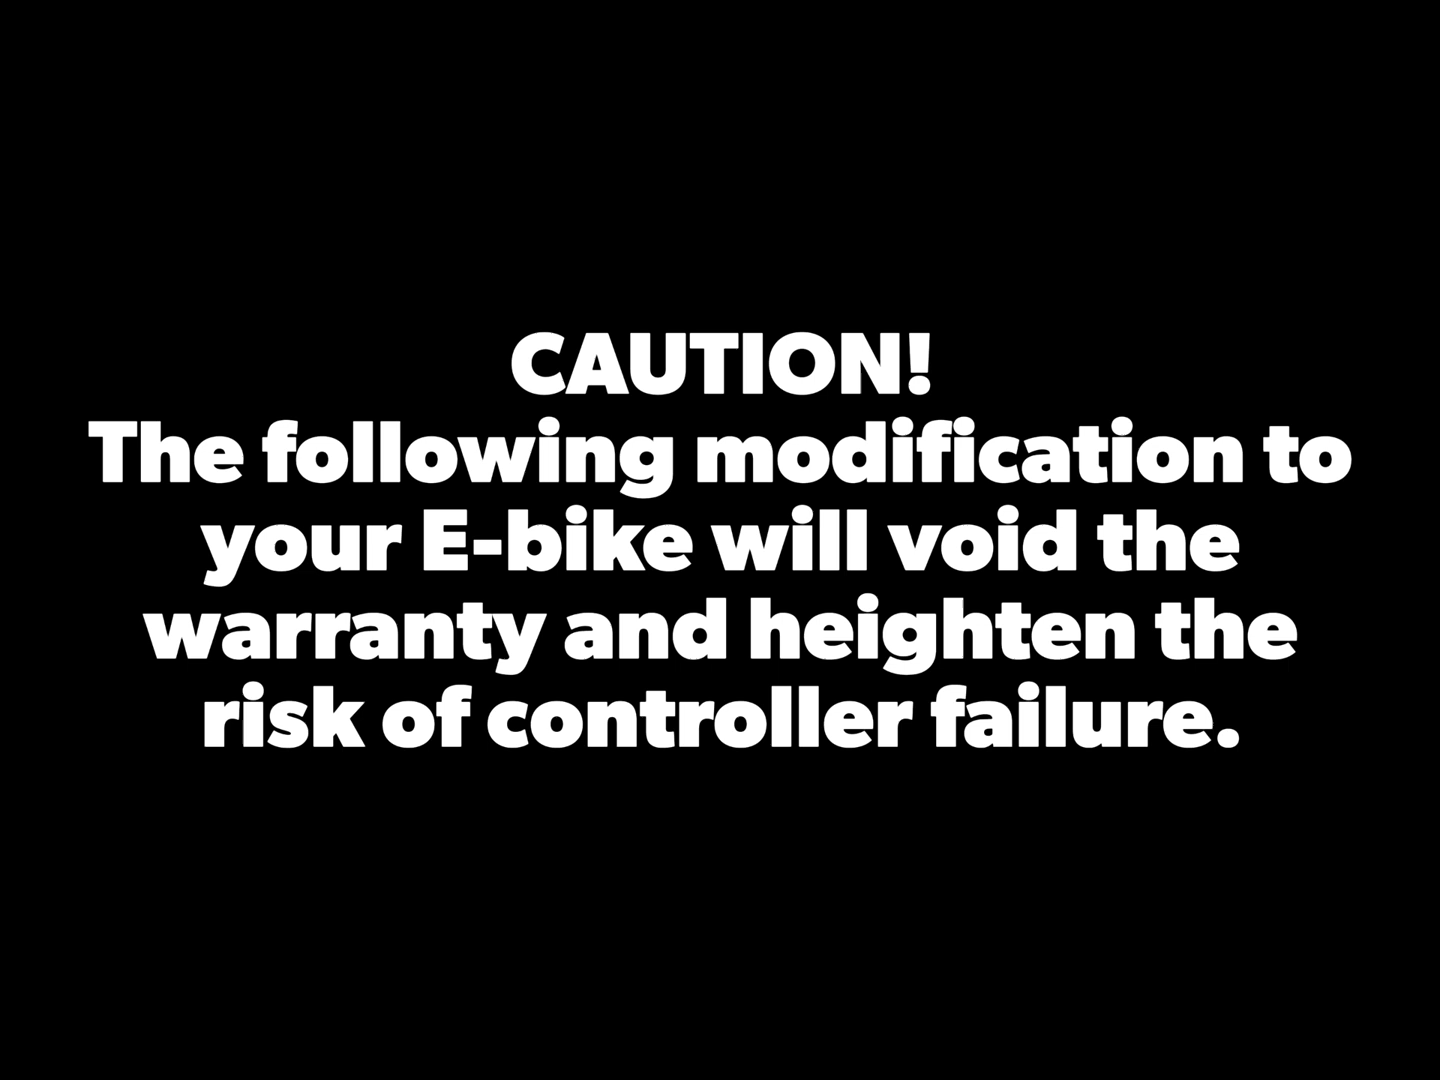 CAUTION!
The following modification to
your E-bike will void the
warranty and heighten the
risk of controller failure.